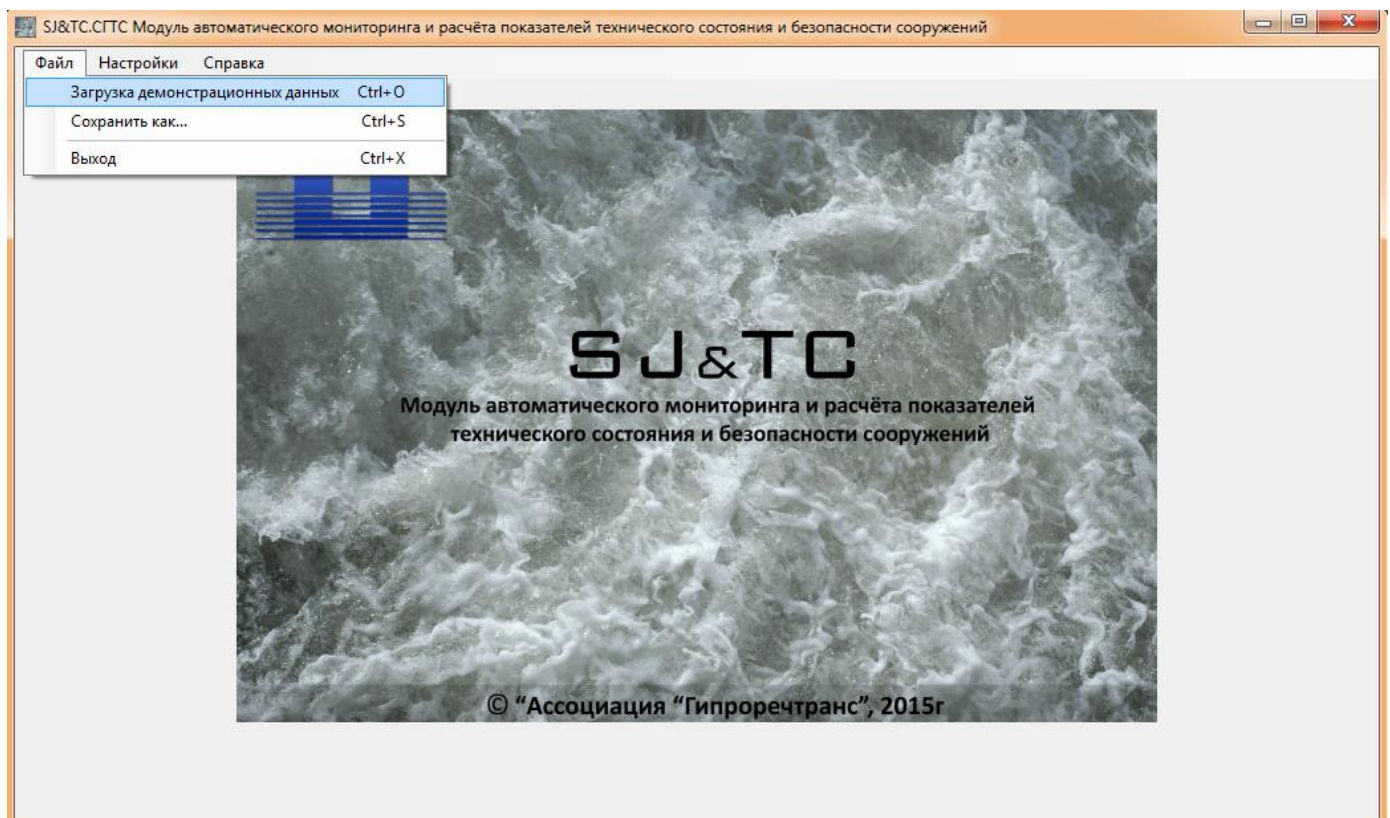 SJ&TC.СГТС Модуль автоматического мониторинга и расчёта показателей технического состояния и безопасности сооружений
Файл Настройки Справка
Загрузка демонстрационных данных Ctrl+O
Сохранить как... Ctrl+S
Выход Ctrl+X
SJ&TC
Модуль автоматического мониторинга и расчёта показателей
технического состояния и безопасности сооружений
© “Ассоциация “Гипроречтранс”, 2015г